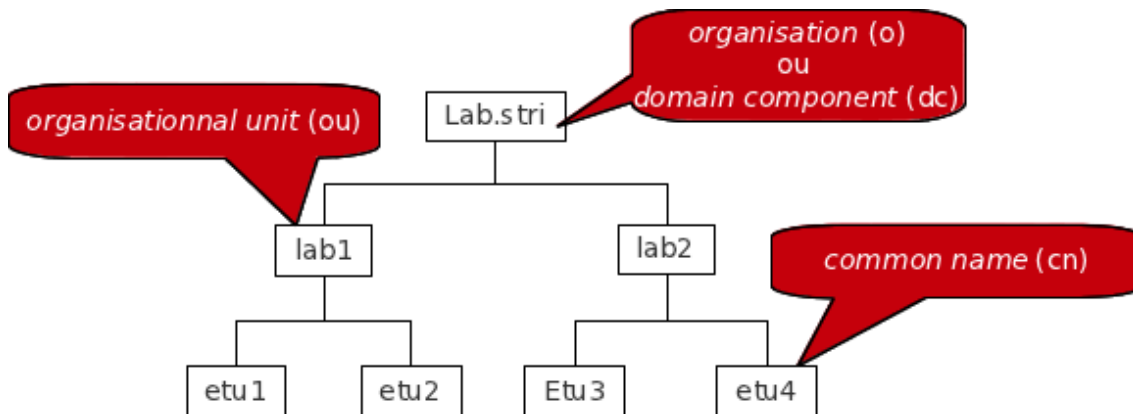 organisation (o)
ou
domain component (dc)
Lab.stri
organisationnal unit (ou)
lab1
lab2
common name (cn)
etu1
etu2
Etu3
etu4